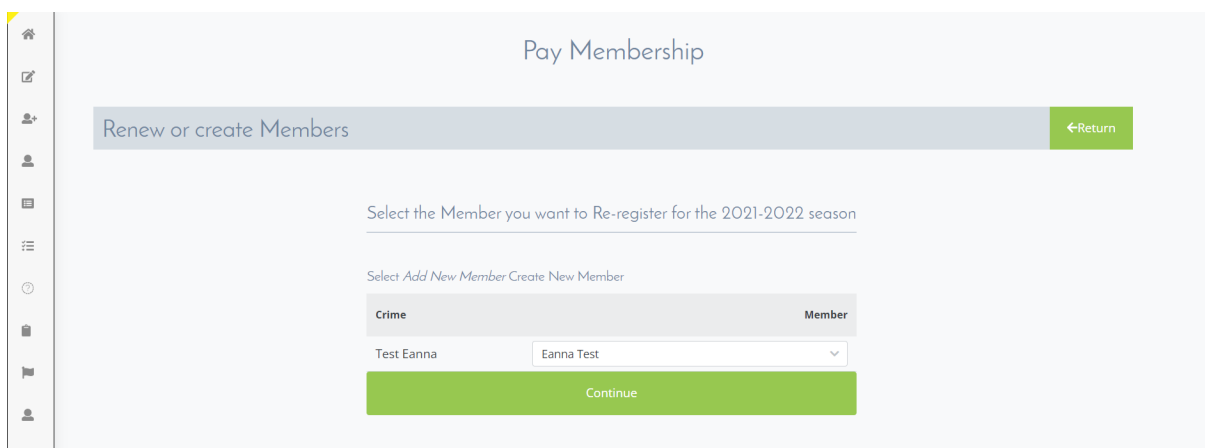 Pay Membership
Renew or create Members
Return
Select the Member you want to Re-register for the 2021-2022 season
Select Add New Member Create New Member
Crime Member
Test Eanna Eanna Test
Continue